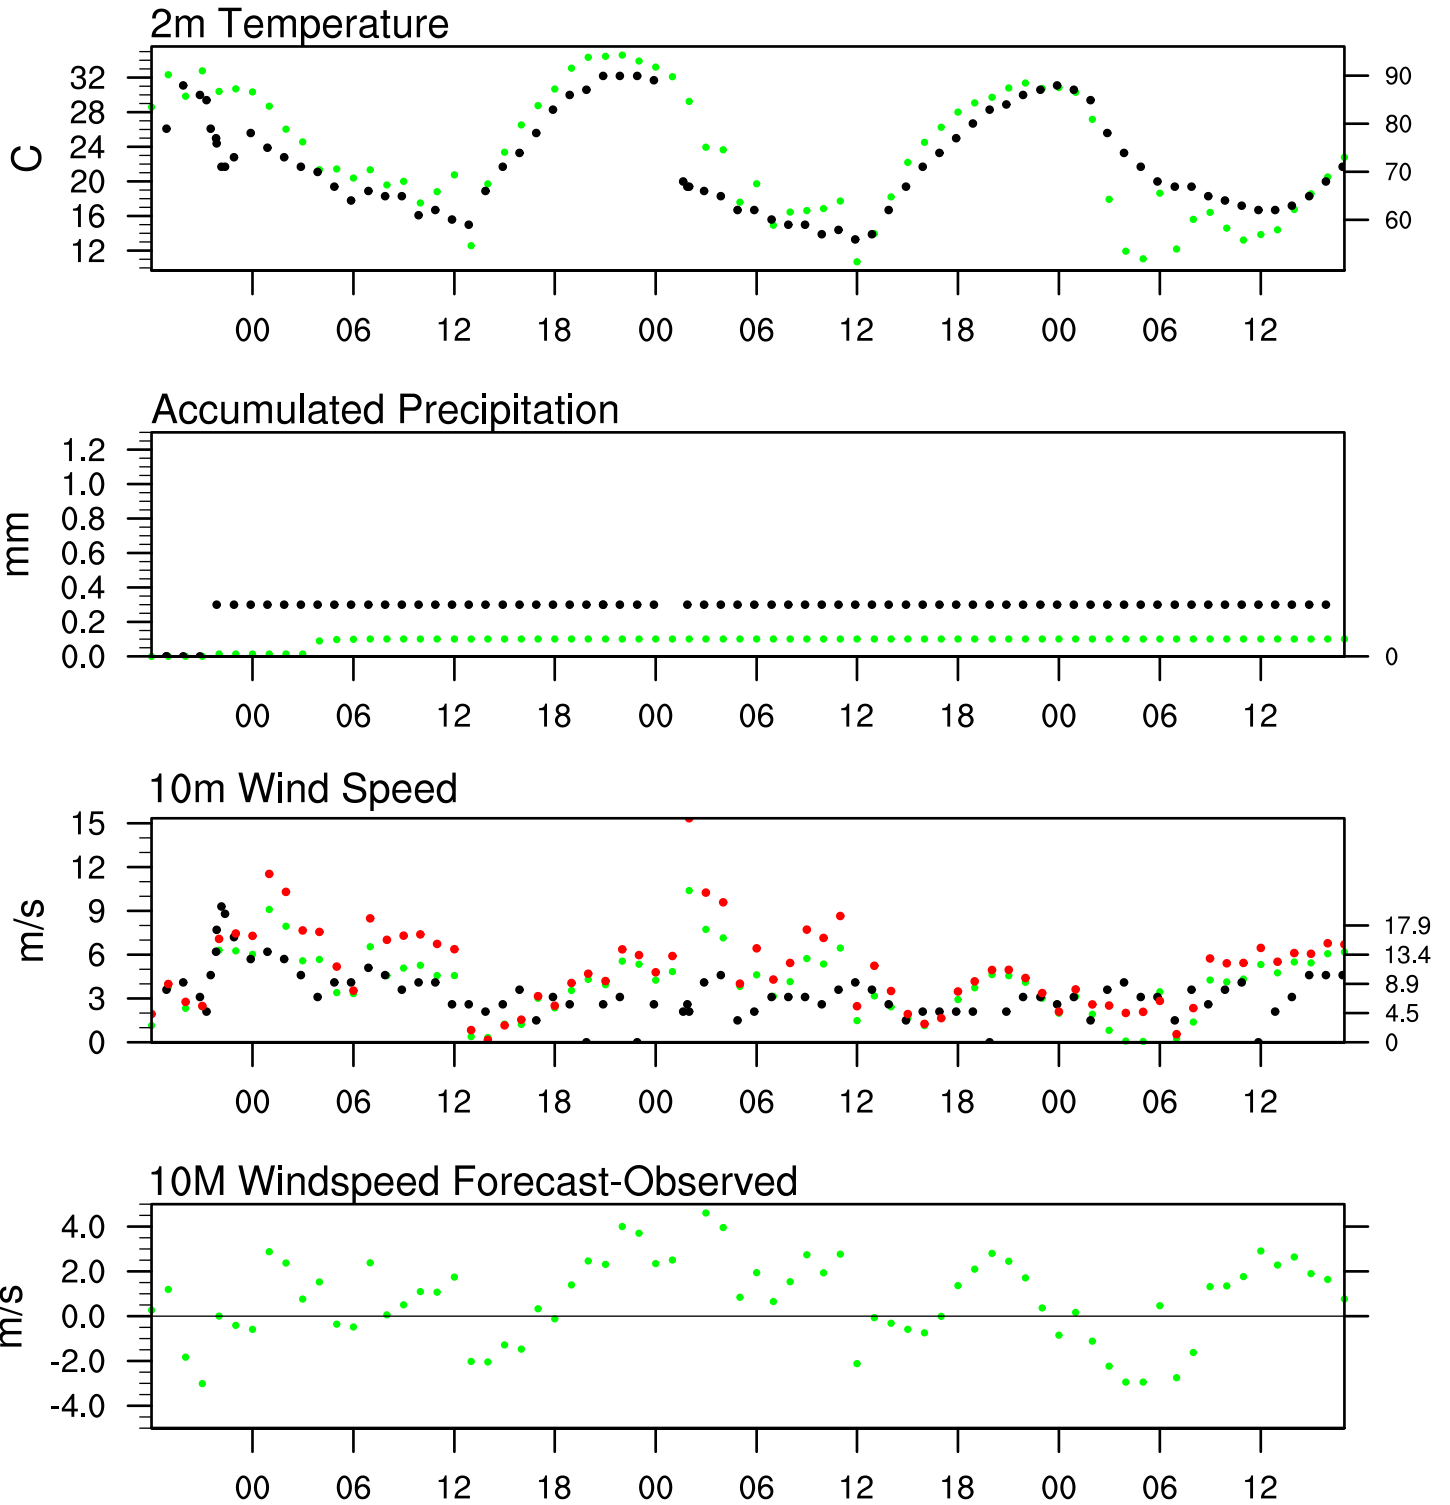 2m Temperature
C
32
28
24
20
16
12
90
80
70
60
00 06 12 18 00 06 12 18 00 06 12
Accumulated Precipitation
mm
1.2
1.0
0.8
0.6
0.4
0.2
0.0
0
00 06 12 18 00 06 12 18 00 06 12
10m Wind Speed
m/s
15
12
9
6
3
0
17.9
13.4
8.9
4.5
0
00 06 12 18 00 06 12 18 00 06 12
10M Windspeed Forecast-Observed
m/s
4.0
2.0
0.0
-2.0
-4.0
00 06 12 18 00 06 12 18 00 06 12